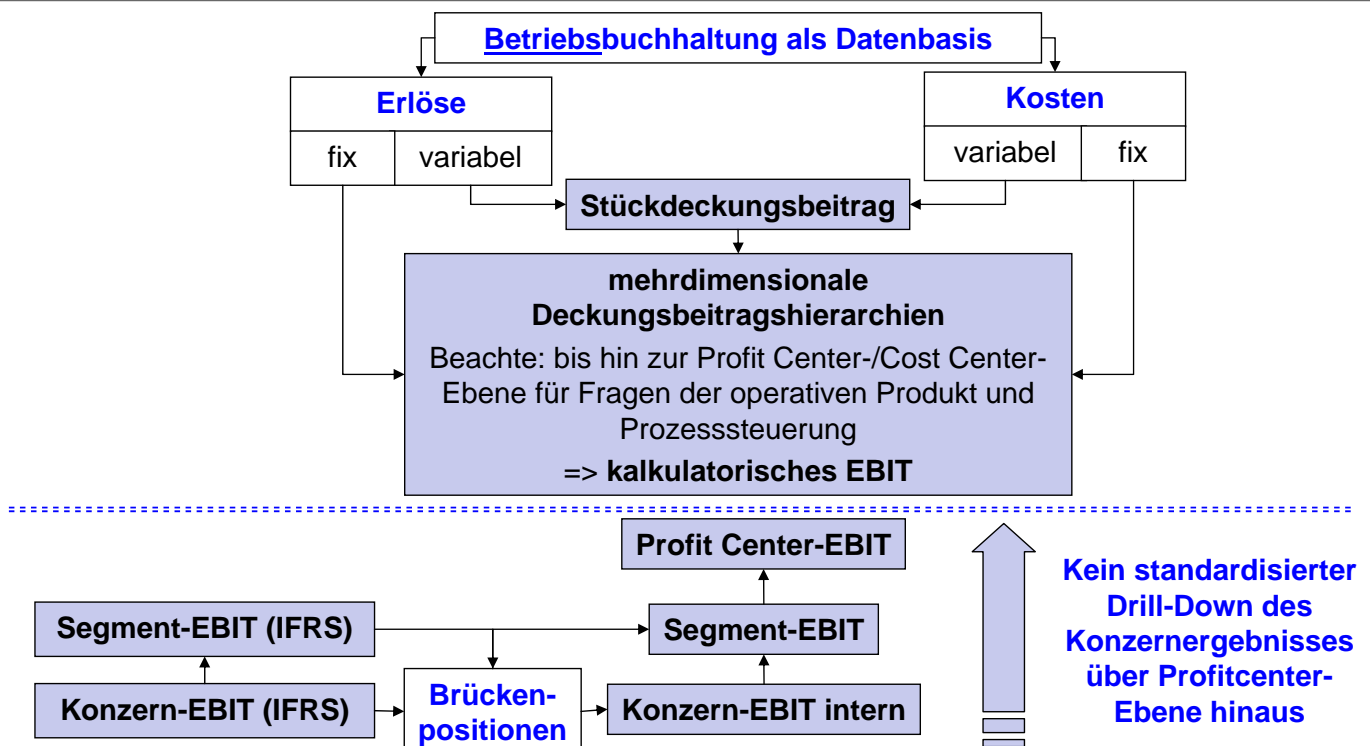 Betriebsbuchhaltung als Datenbasis
Erlöse
fix
variabel
Kosten
variabel
fix
Stückdeckungsbeitrag
mehrdimensionale
Deckungsbeitragshierarchien
Beachte: bis hin zur Profit Center-/Cost Center-
Ebene für Fragen der operativen Produkt und
Prozesssteuerung
=> kalkulatorisches EBIT
Profit Center-EBIT
Segment-EBIT (IFRS)
Segment-EBIT
Konzern-EBIT (IFRS)
Brücken-
positionen
Konzern-EBIT intern
Kein standardisierter
Drill-Down des
Konzernergebnisses
über Profitcenter-
Ebene hinaus